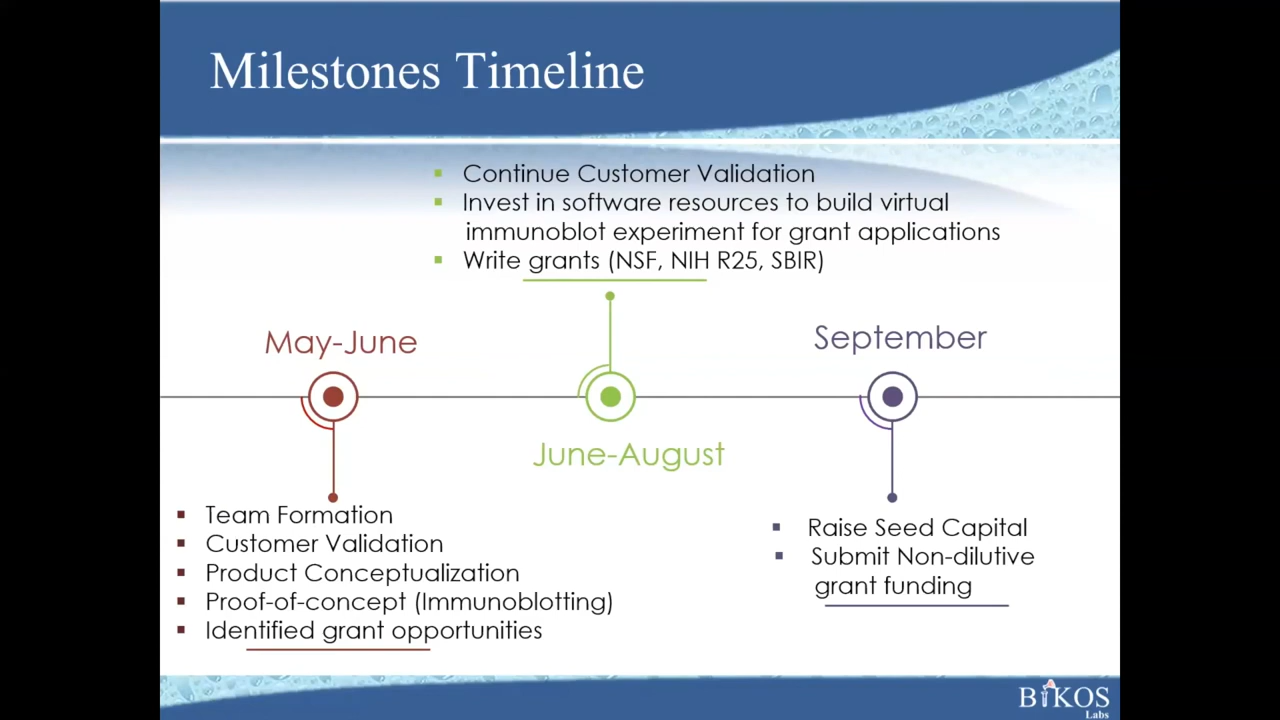 Milestones Timeline
▪ Continue Customer Validation
▪ Invest in software resources to build virtual
immunoblot experiment for grant applications
▪ Write grants (NSF, NIH R25, SBIR)
May-June
September
June-August
▪ Team Formation
▪ Customer Validation
▪ Product Conceptualization
▪ Proof-of-concept (Immunoblotting)
▪ Identified grant opportunities
▪ Raise Seed Capital
▪ Submit Non-dilutive
grant funding
BiKOS
Labs